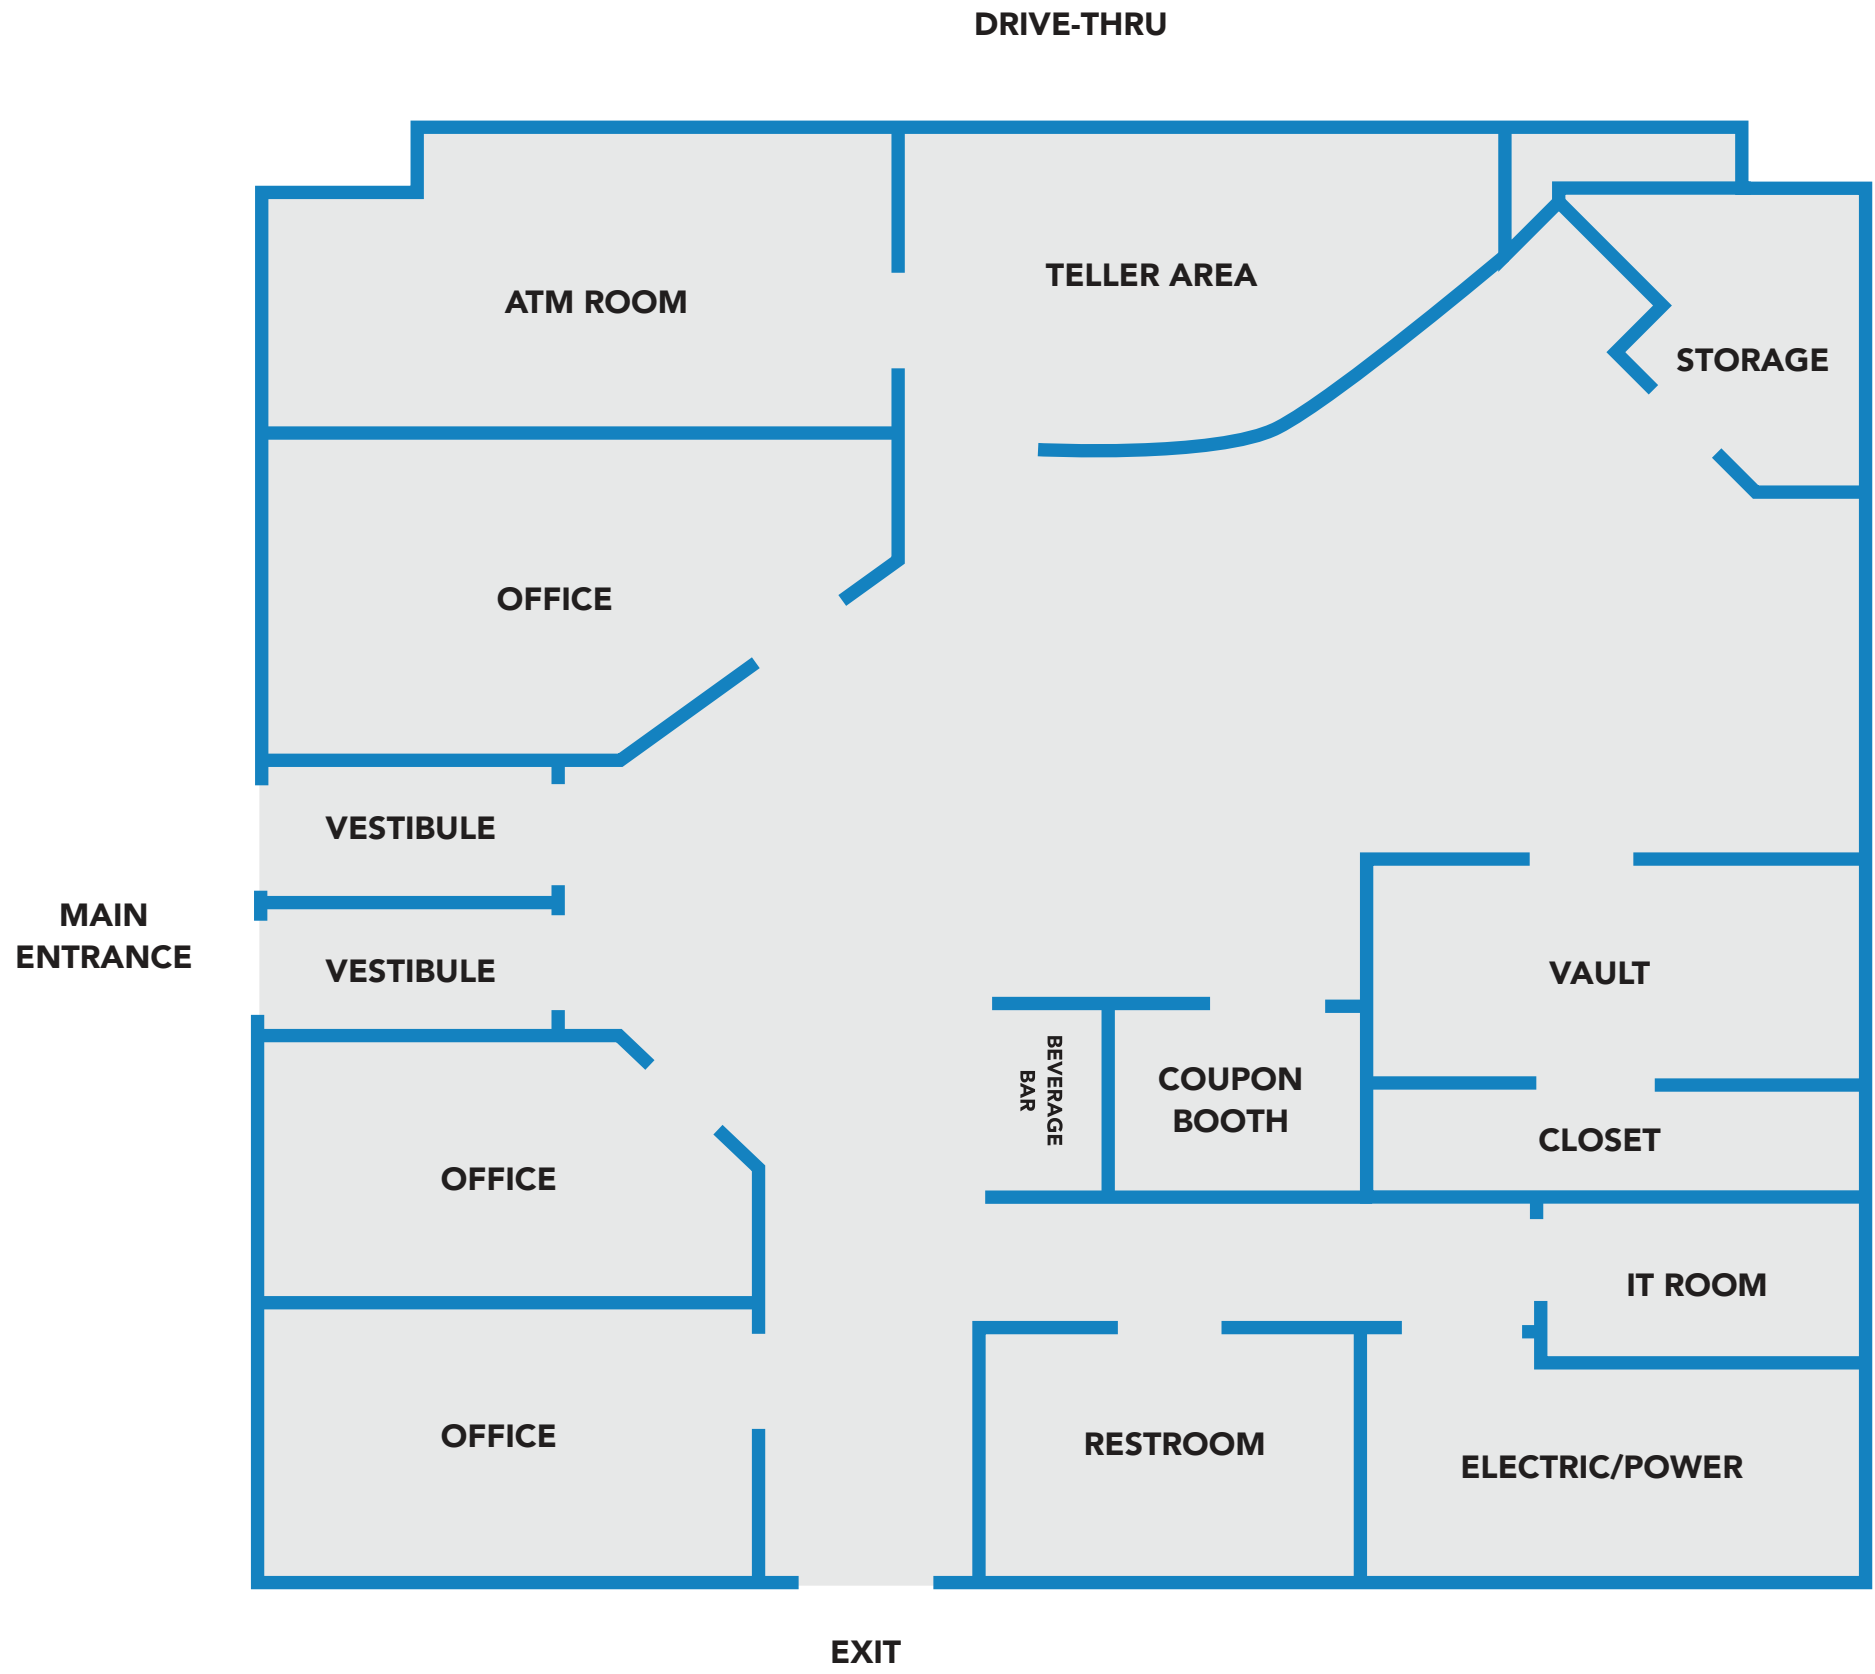 DRIVE-THRU
TELLER AREA
ATM ROOM
STORAGE
OFFICE
VESTIBULE
MAIN
ENTRANCE
VESTIBULE
VAULT
BEVERAGE
BAR
COUPON
BOOTH
CLOSET
OFFICE
IT ROOM
OFFICE
RESTROOM
ELECTRIC/POWER
EXIT